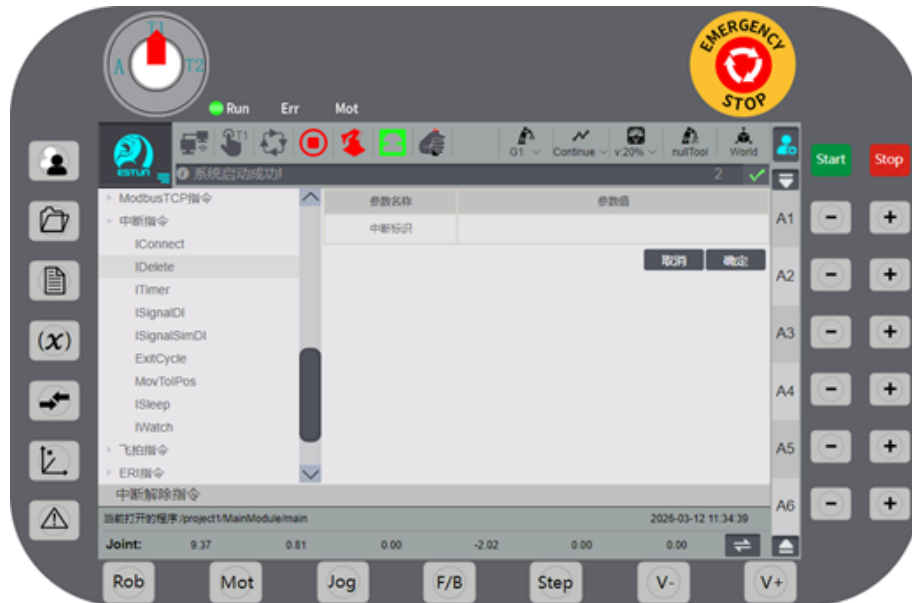 T1
A
T2
EMERGENCY
STOP
Run Err Mot
T1
G1 Continue v:20% nullTool World
ESTUN
系统启动成功! 2
Start Stop
ModbusTCP指令
参数名称 参数值
中断指令
中断标识
IConnect
取消 确定
IDelete
ITimer
ISignalDI
ISignalSimDI
ExitCycle
MovTolPos
ISleep
IWatch
飞拍指令
ERI指令
中断解除指令
当前打开的程序:/project1/MainModule/main 2026-03-12 11:34:39
Joint: 9.37 0.81 0.00 -2.02 0.00 0.00
A1 - +
A2 - +
A3 - +
A4 - +
A5 - +
A6 - +
(x)
Rob Mot Jog F/B Step V- V+